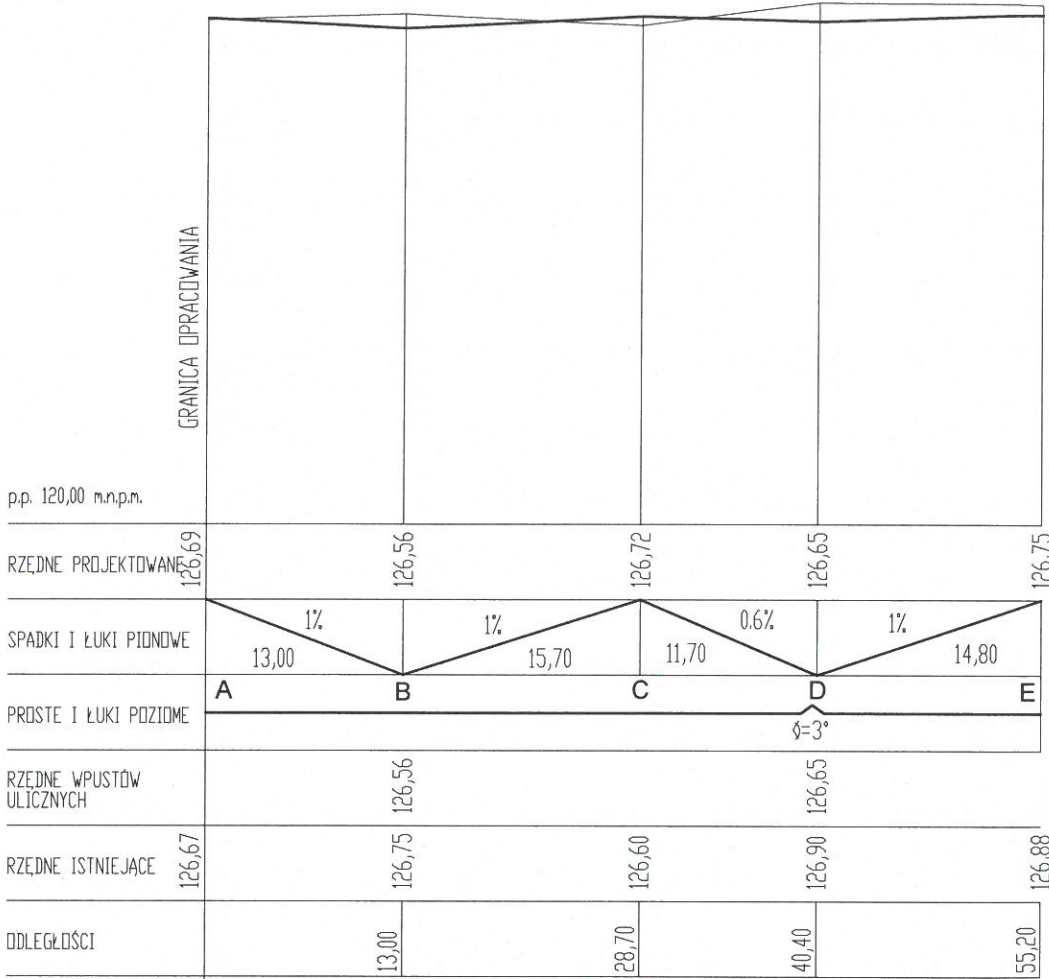 GRANICA OPRACOWANIA
p.p. 120,00 m.n.p.m.
RZĘDNE PROJEKTOWANE
126,69
126,56
126,72
126,65
126,75
SPADKI I ŁUKI PIONOWE
1%
1%
0.6%
1%
13,00
15,70
11,70
14,80
A
B
C
D
E
PROSTE I ŁUKI POZIOME
∅=3°
RZĘDNE WPUSTÓW
ULICZNYCH
126,56
126,65
RZĘDNE ISTNIEJĄCE
126,67
126,75
126,60
126,90
126,88
ODLEGŁOŚCI
13,00
28,70
40,40
55,20